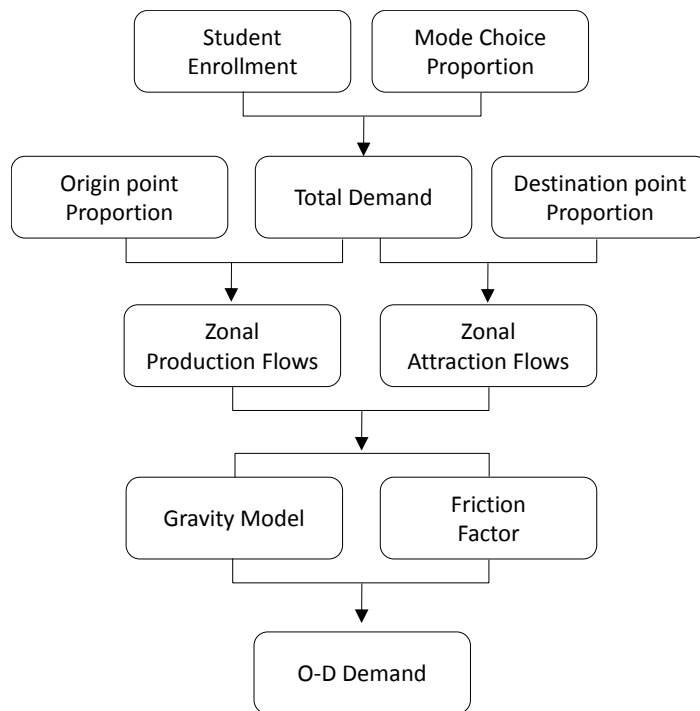 Student
Enrollment
Mode Choice
Proportion
Origin point
Proportion
Total Demand
Destination point
Proportion
Zonal
Production Flows
Zonal
Attraction Flows
Gravity Model
Friction
Factor
O-D Demand